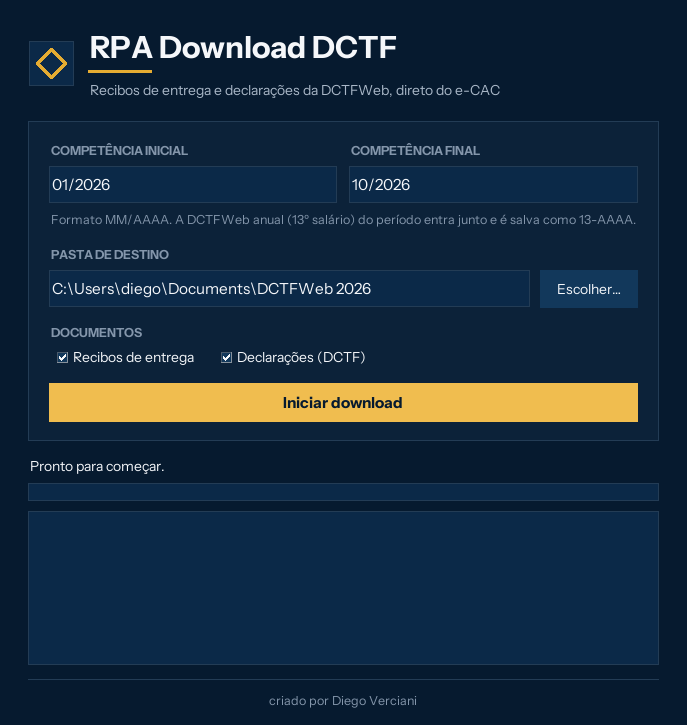 RPA Download DCTF
Recibos de entrega e declarações da DCTFWeb, direto do e-CAC
COMPETÊNCIA INICIAL
COMPETÊNCIA FINAL
01/2026
10/2026
Formato MM/AAAA. A DCTFWeb anual (13º salário) do período entra junto e é salva como 13-AAAA.
PASTA DE DESTINO
C:\Users\diego\Documents\DCTFWeb 2026
Escolher...
DOCUMENTOS
Recibos de entrega
Declarações (DCTF)
Iniciar download
Pronto para começar.
criado por Diego Verciani